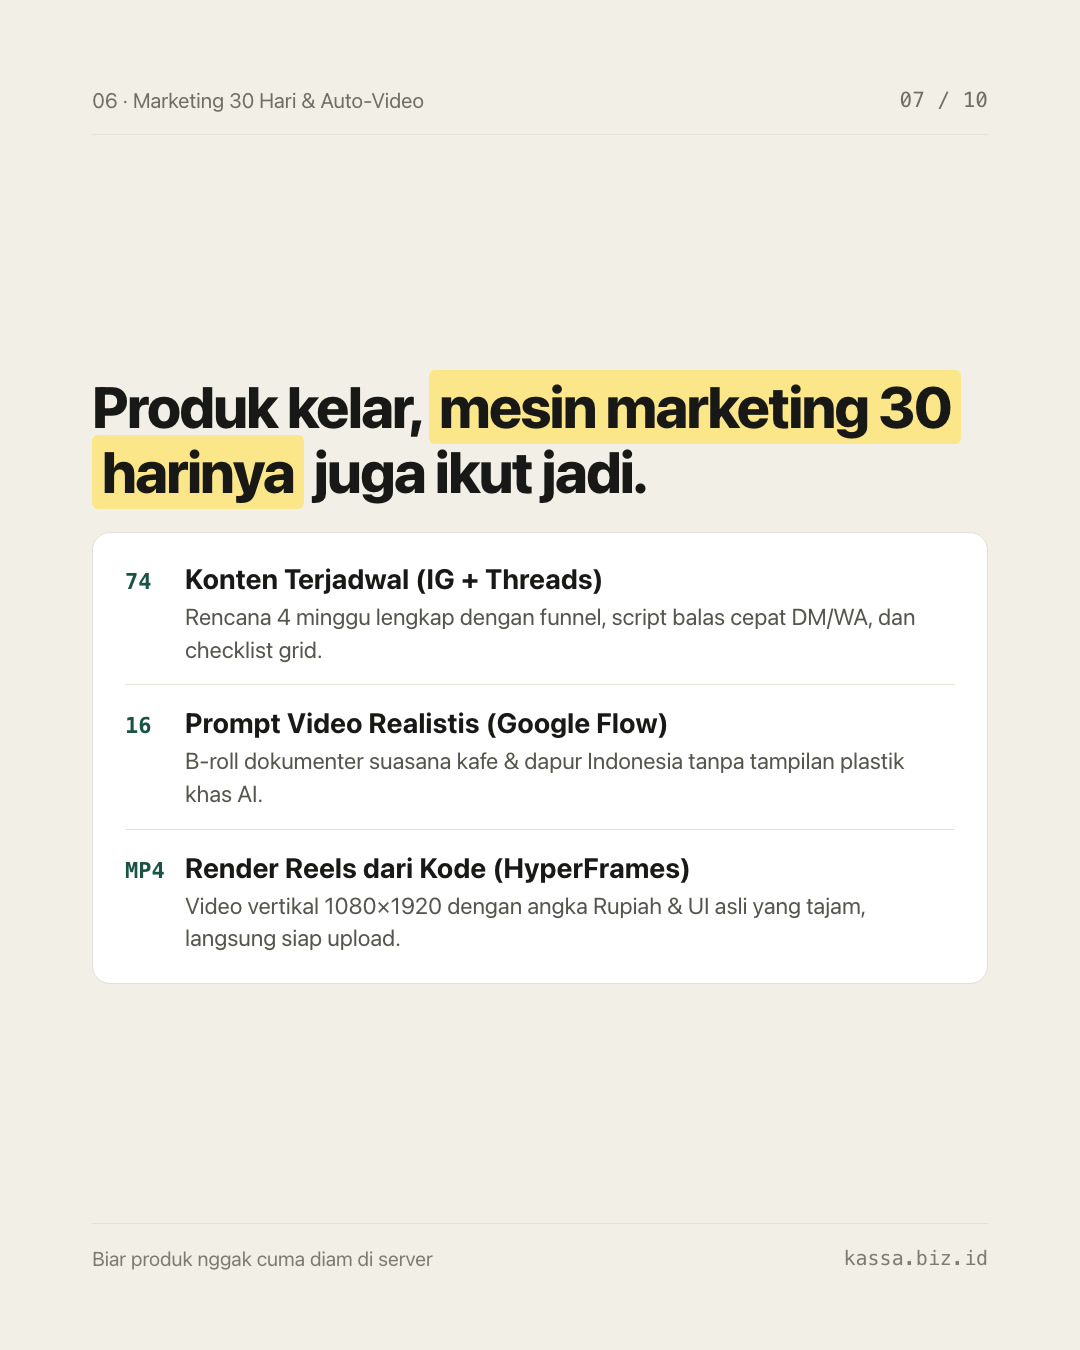 06 · Marketing 30 Hari & Auto-Video
07 / 10
Produk kelar, mesin marketing 30
harinya juga ikut jadi.
74
Konten Terjadwal (IG + Threads)
Rencana 4 minggu lengkap dengan funnel, script balas cepat DM/WA, dan
checklist grid.
16
Prompt Video Realistis (Google Flow)
B-roll dokumenter suasana kafe & dapur Indonesia tanpa tampilan plastik
khas AI.
MP4
Render Reels dari Kode (HyperFrames)
Video vertikal 1080×1920 dengan angka Rupiah & UI asli yang tajam,
langsung siap upload.
Biar produk nggak cuma diam di server
kassa.biz.id